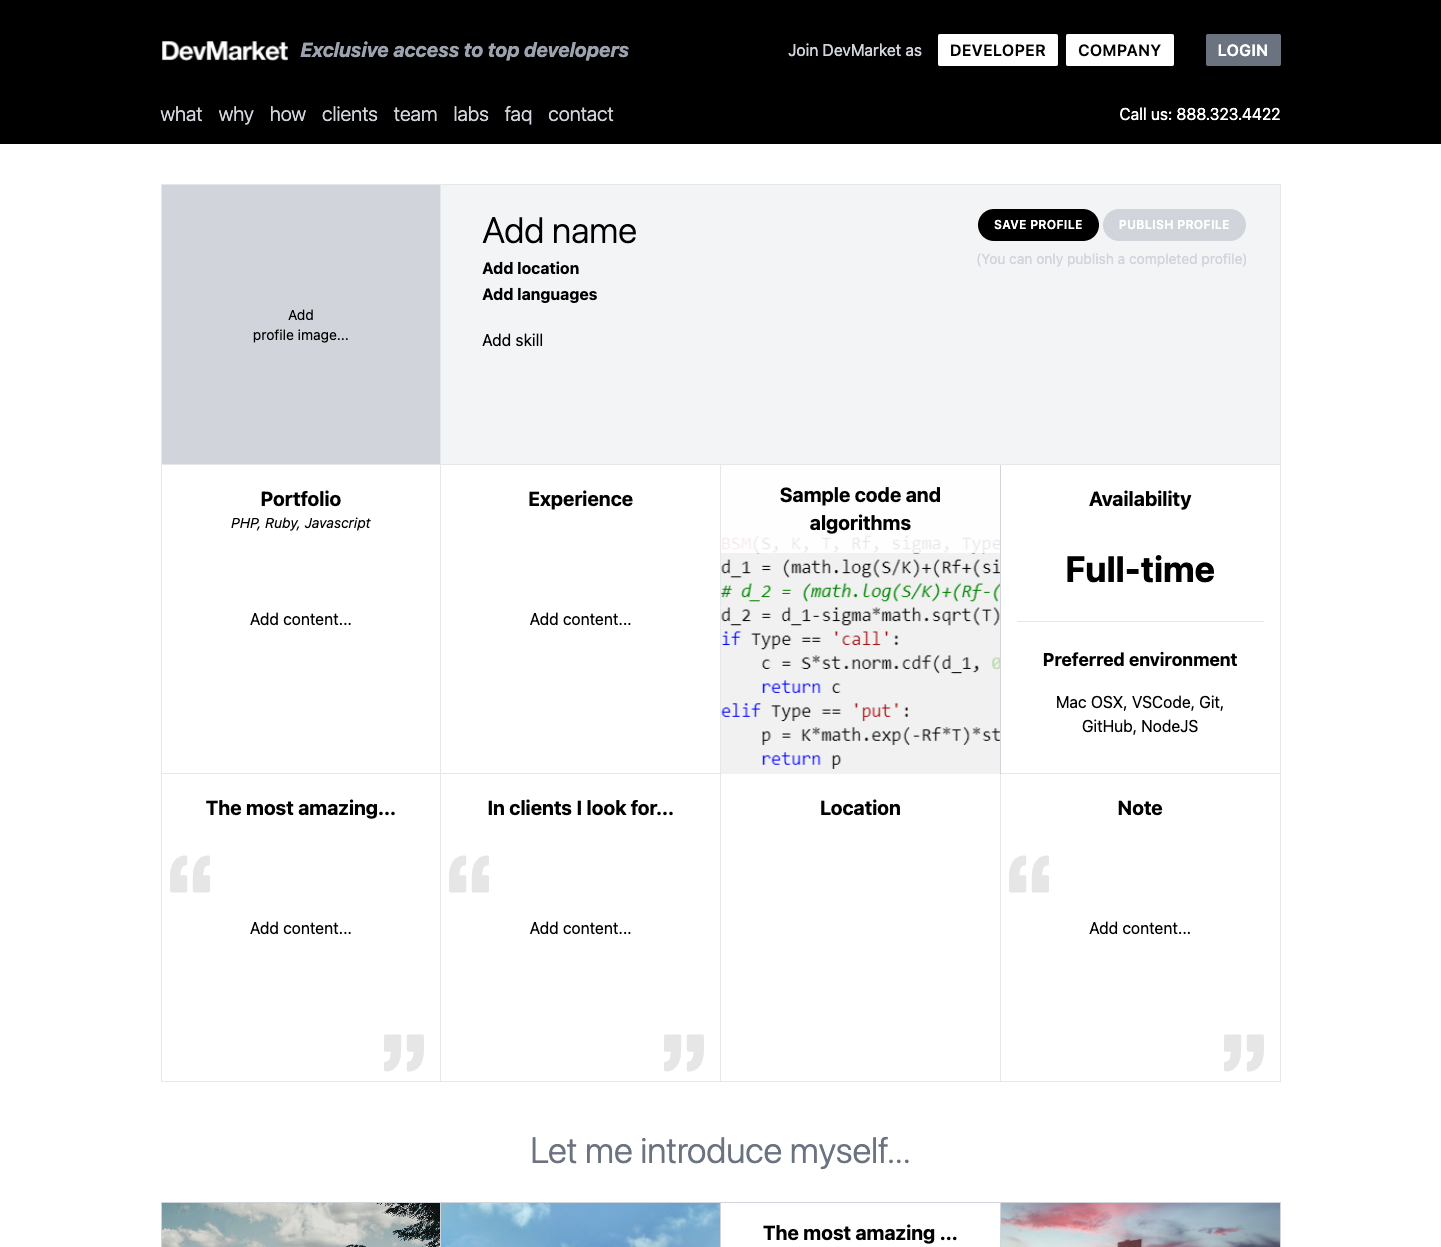 DevMarket Exclusive access to top developers
Join DevMarket as DEVELOPER COMPANY LOGIN
what why how clients team labs faq contact
Call us: 888.323.4422
Add
profile image...
Add name
Add location
Add languages
Add skill
SAVE PROFILE PUBLISH PROFILE
(You can only publish a completed profile)
Portfolio
PHP, Ruby, Javascript
Add content...
Experience
Add content...
Sample code and
algorithms
BSM(S, K, T, Rf, sigma, Type
d_1 = (math.log(S/K)+(Rf+(si
# d_2 = (math.log(S/K)+(Rf-(
d_2 = d_1-sigma*math.sqrt(T)
if Type == 'call':
c = S*st.norm.cdf(d_1, 0
return c
elif Type == 'put':
p = K*math.exp(-Rf*T)*st
return p
Availability
Full-time
Preferred environment
Mac OSX, VSCode, Git,
GitHub, NodeJS
The most amazing...
“
Add content...
”
In clients I look for...
“
Add content...
”
Location
Note
“
Add content...
”
Let me introduce myself...
The most amazing ...